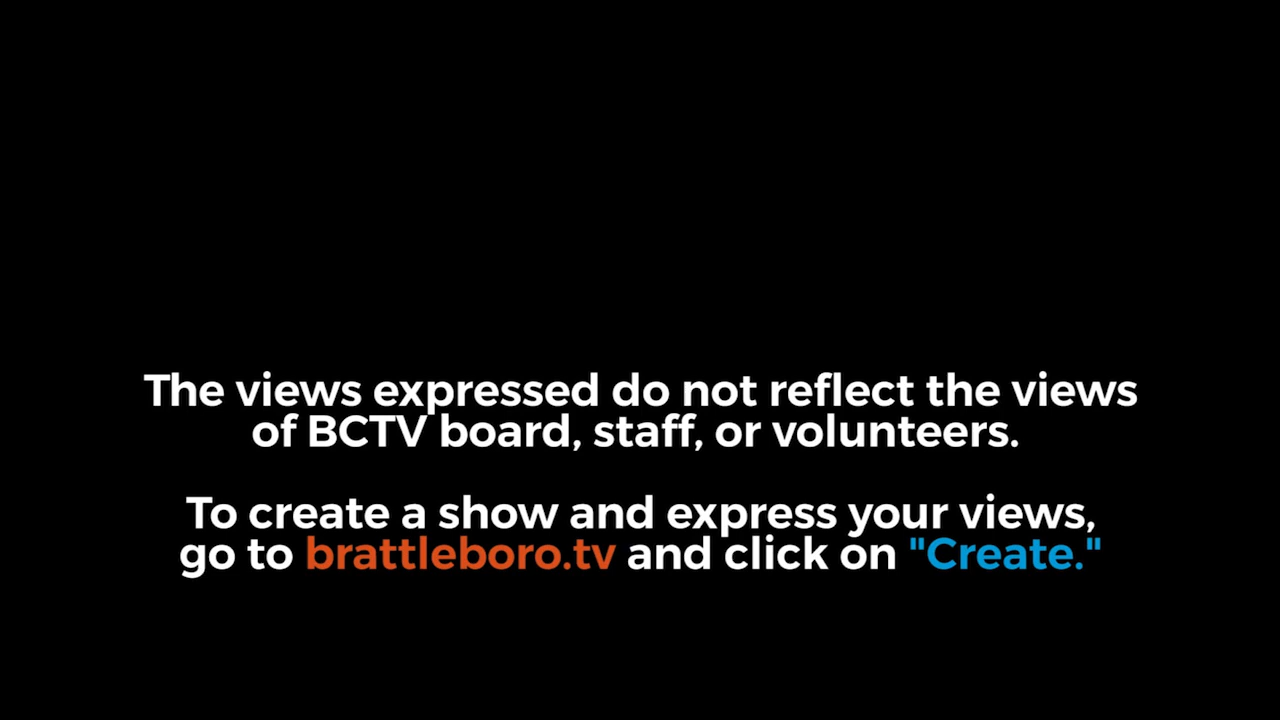 The views expressed do not reflect the views
of BCTV board, staff, or volunteers.
To create a show and express your views,
go to brattleboro.tv and click on "Create."